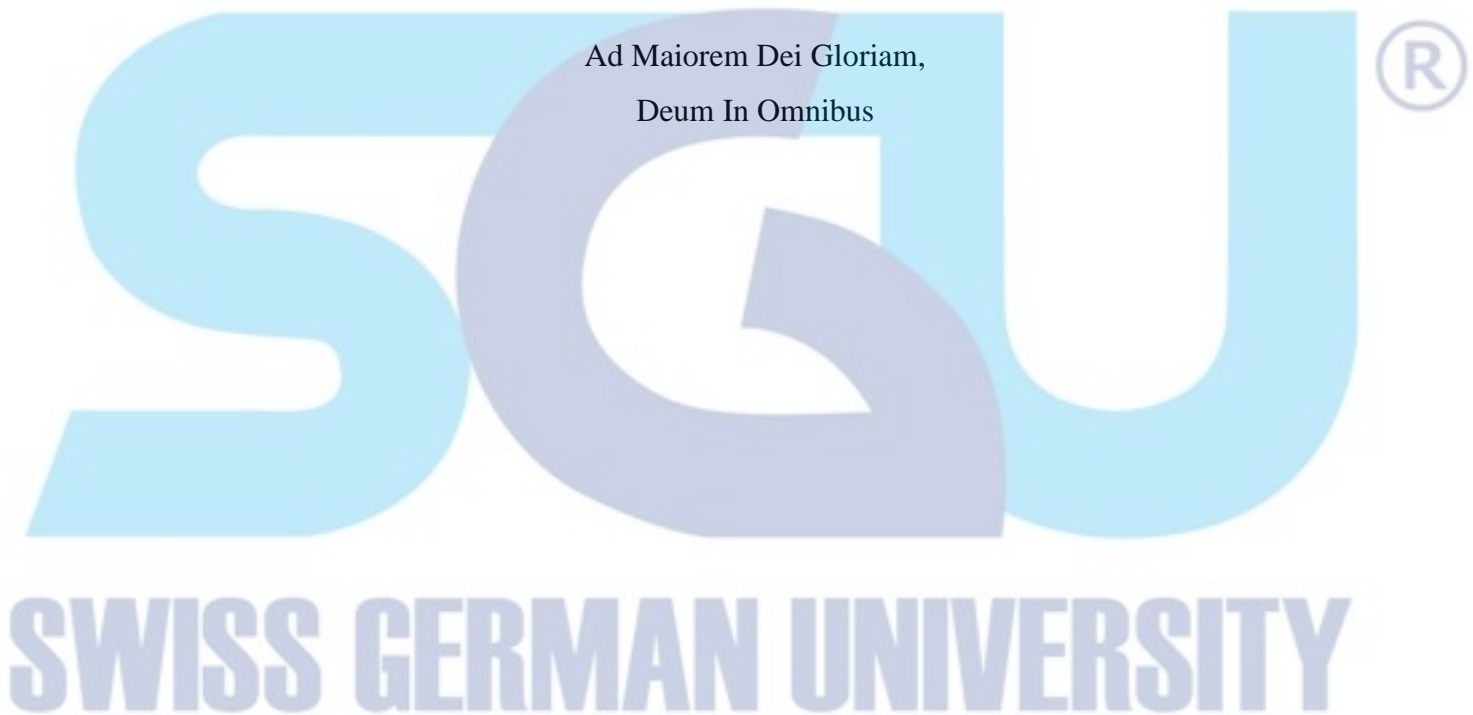 Ad Maiorem Dei Gloriam,
Deum In Omnibus
SGU®
SWISS GERMAN UNIVERSITY